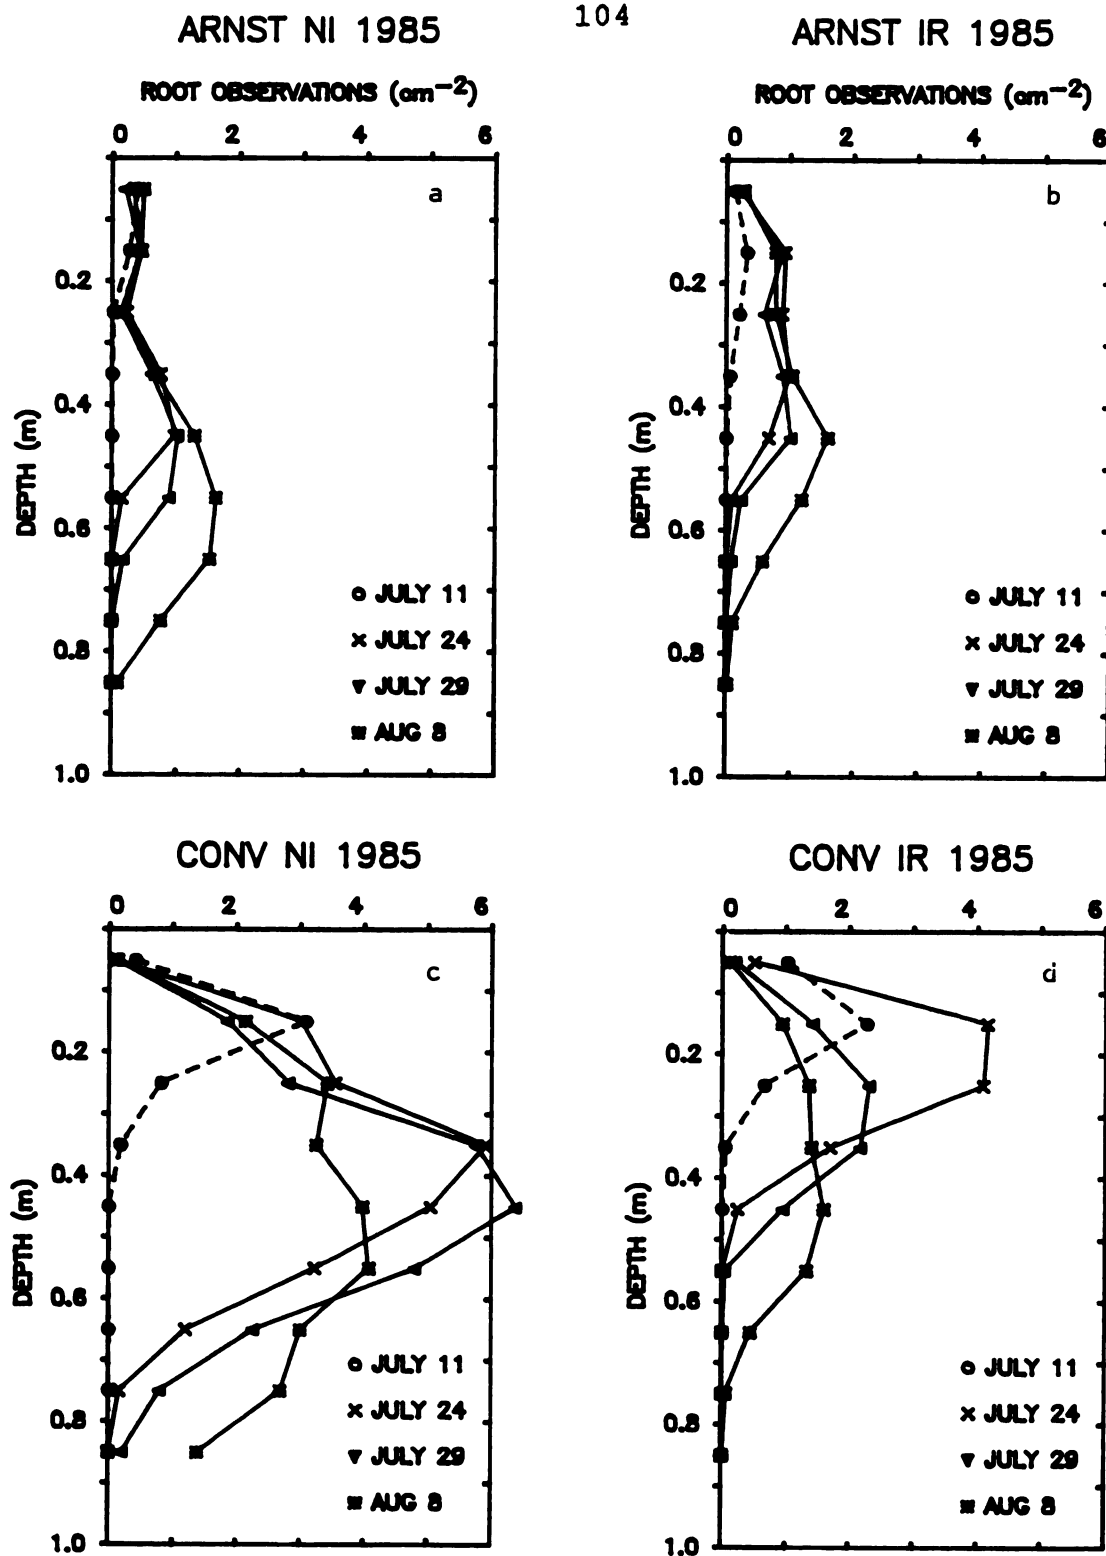 104
ARNST NI 1985
ROOT OBSERVATIONS (cm−2)
0 2 4 6
a
0.2
0.4
0.6
0.8
1.0
DEPTH (m)
JULY 11
JULY 24
JULY 29
AUG 8
ARNST IR 1985
ROOT OBSERVATIONS (cm−2)
0 2 4 6
b
0.2
0.4
0.6
0.8
1.0
DEPTH (m)
JULY 11
JULY 24
JULY 29
AUG 8
CONV NI 1985
0 2 4 6
c
0.2
0.4
0.6
0.8
1.0
DEPTH (m)
JULY 11
JULY 24
JULY 29
AUG 8
CONV IR 1985
0 2 4 6
d
0.2
0.4
0.6
0.8
1.0
DEPTH (m)
JULY 11
JULY 24
JULY 29
AUG 8